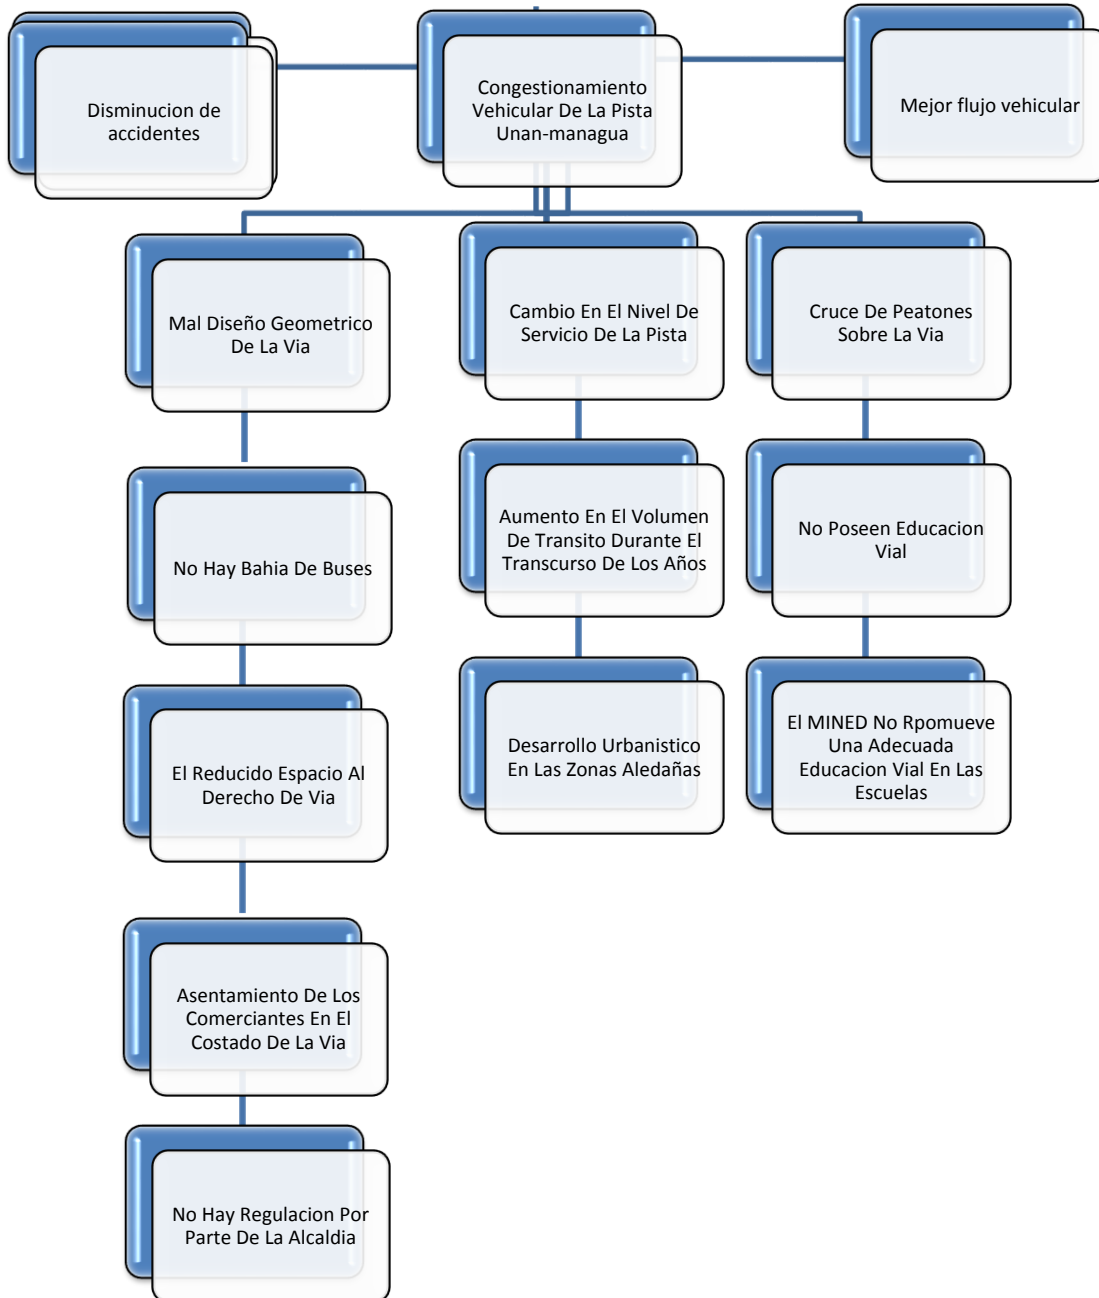 Disminucion de
accidentes
Congestionamiento
Vehicular De La Pista
Unan-managua
Mejor flujo vehicular
Mal Diseño Geometrico
De La Via
Cambio En El Nivel De
Servicio De La Pista
Cruce De Peatones
Sobre La Via
No Hay Bahia De Buses
Aumento En El Volumen
De Transito Durante El
Transcurso De Los Años
No Poseen Educacion
Vial
El Reducido Espacio Al
Derecho De Via
Desarrollo Urbanistico
En Las Zonas Aledañas
El MINED No Rpomueve
Una Adecuada
Educacion Vial En Las
Escuelas
Asentamiento De Los
Comerciantes En El
Costado De La Via
No Hay Regulacion Por
Parte De La Alcaldia